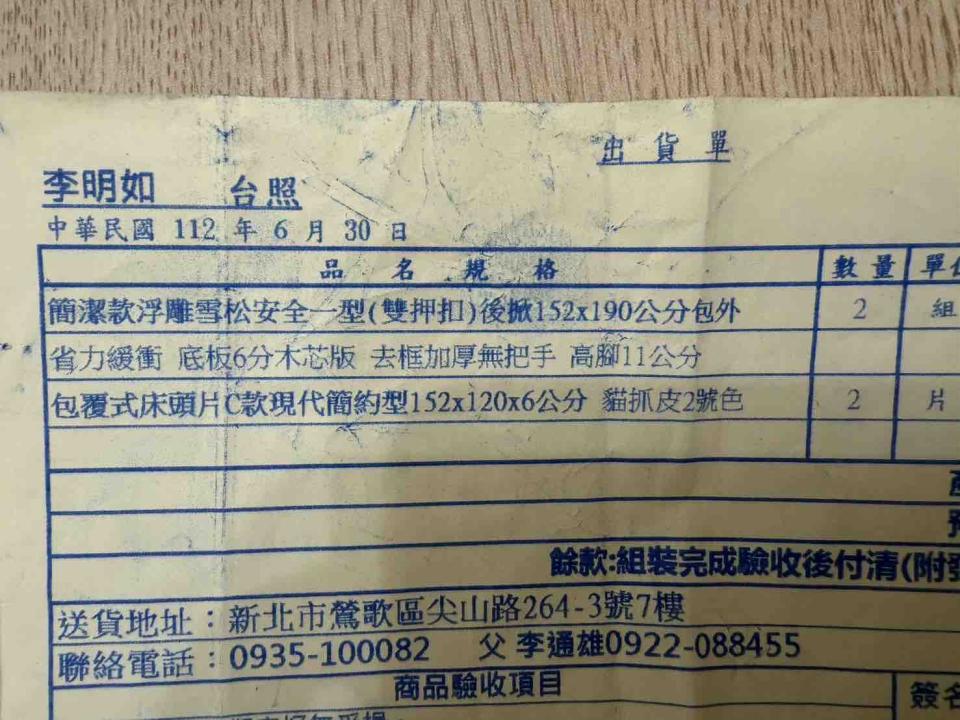 出貨單
李明如 台照
中華民國 112 年 6 月 30 日
品名規格 數量 單
簡潔款浮雕雪松安全一型(雙押扣)後掀152x190公分包外 2 組
省力緩衝 底板6分木芯版 去框加厚無把手 高腳11公分
包覆式床頭片C款現代簡約型152x120x6公分 貓抓皮2號色 2 片
餘款:組裝完成驗收後付清(附發
送貨地址：新北市鶯歌區尖山路264-3號7樓
聯絡電話：0935-100082 父 李通雄0922-088455
商品驗收項目 簽名